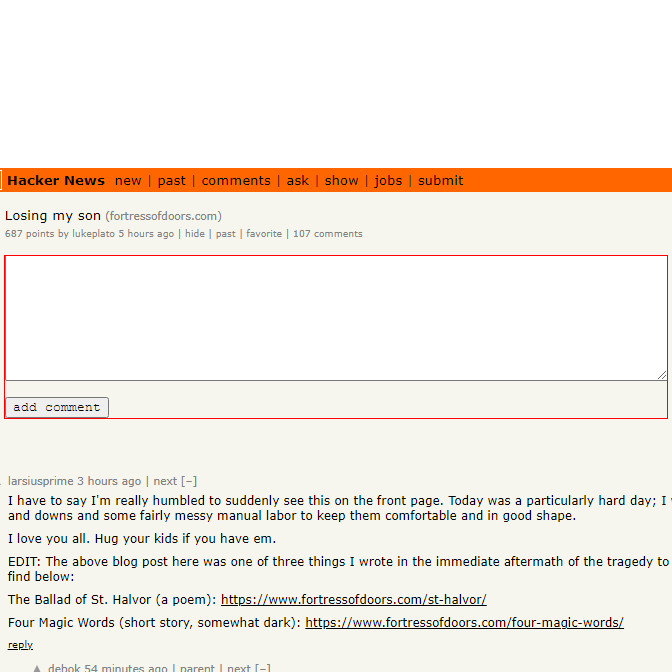 Hacker News new | past | comments | ask | show | jobs | submit
Losing my son (fortressofdoors.com)
687 points by lukeplato 5 hours ago | hide | past | favorite | 107 comments
add comment
larsiusprime 3 hours ago | next [–]
I have to say I'm really humbled to suddenly see this on the front page. Today was a particularly hard day; I
and downs and some fairly messy manual labor to keep them comfortable and in good shape.
I love you all. Hug your kids if you have em.
EDIT: The above blog post here was one of three things I wrote in the immediate aftermath of the tragedy to
find below:
The Ballad of St. Halvor (a poem): https://www.fortressofdoors.com/st-halvor/
Four Magic Words (short story, somewhat dark): https://www.fortressofdoors.com/four-magic-words/
reply
debok 54 minutes ago | parent | next [–]